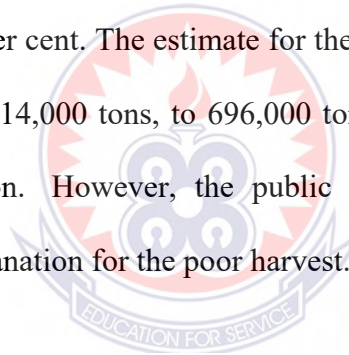 er cent. The estimate for the
14,000 tons, to 696,000 to
on. However, the public
anation for the poor harvest.
EDUCATION FOR SERVICE